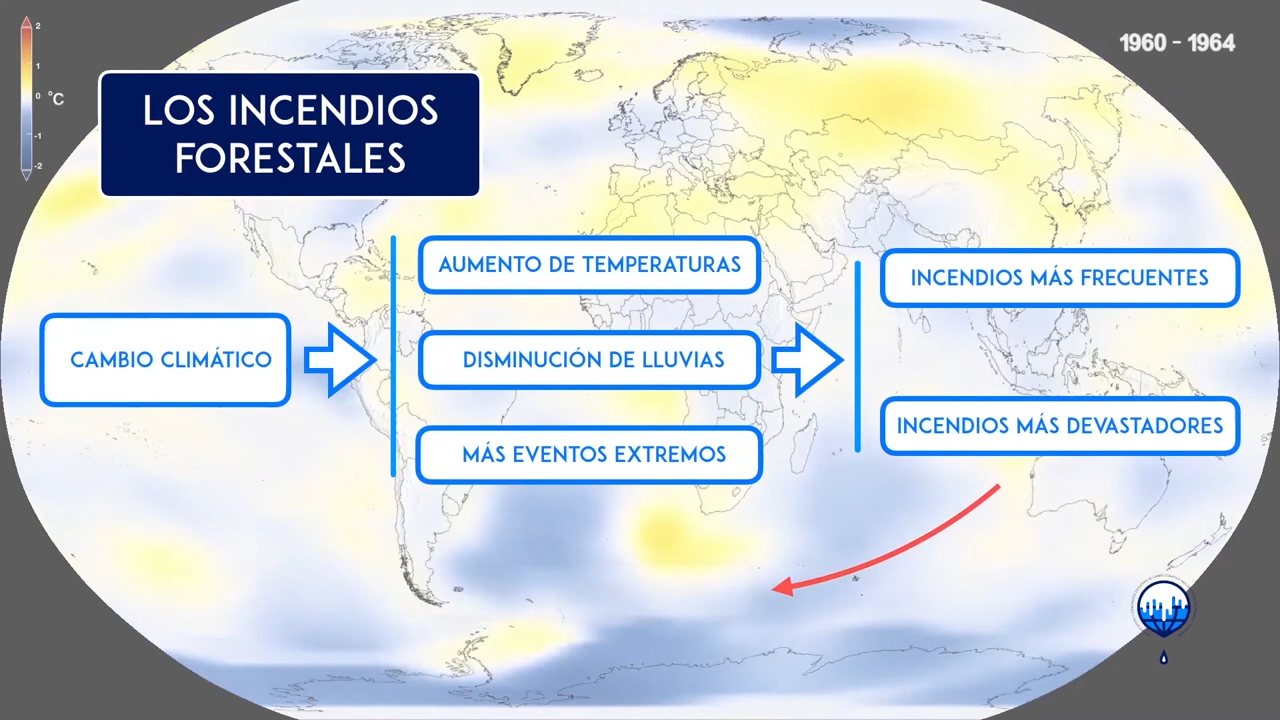 2
1
0
-1
-2
°C
1960 - 1964
LOS INCENDIOS
FORESTALES
CAMBIO CLIMÁTICO
AUMENTO DE TEMPERATURAS
DISMINUCIÓN DE LLUVIAS
MÁS EVENTOS EXTREMOS
INCENDIOS MÁS FRECUENTES
INCENDIOS MÁS DEVASTADORES